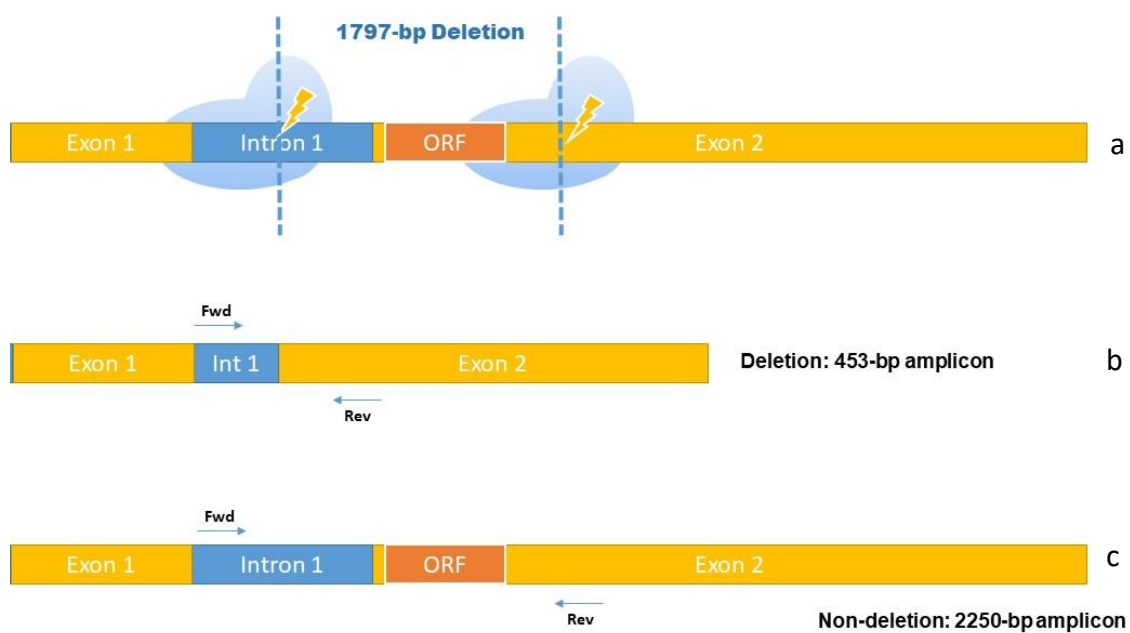 1797-bp Deletion
Exon 1 Intron 1 ORF Exon 2 a
Fwd
Exon 1 Int 1 Exon 2 Deletion: 453-bp amplicon b
Rev
Fwd
Exon 1 Intron 1 ORF Exon 2 c
Rev Non-deletion: 2250-bp amplicon